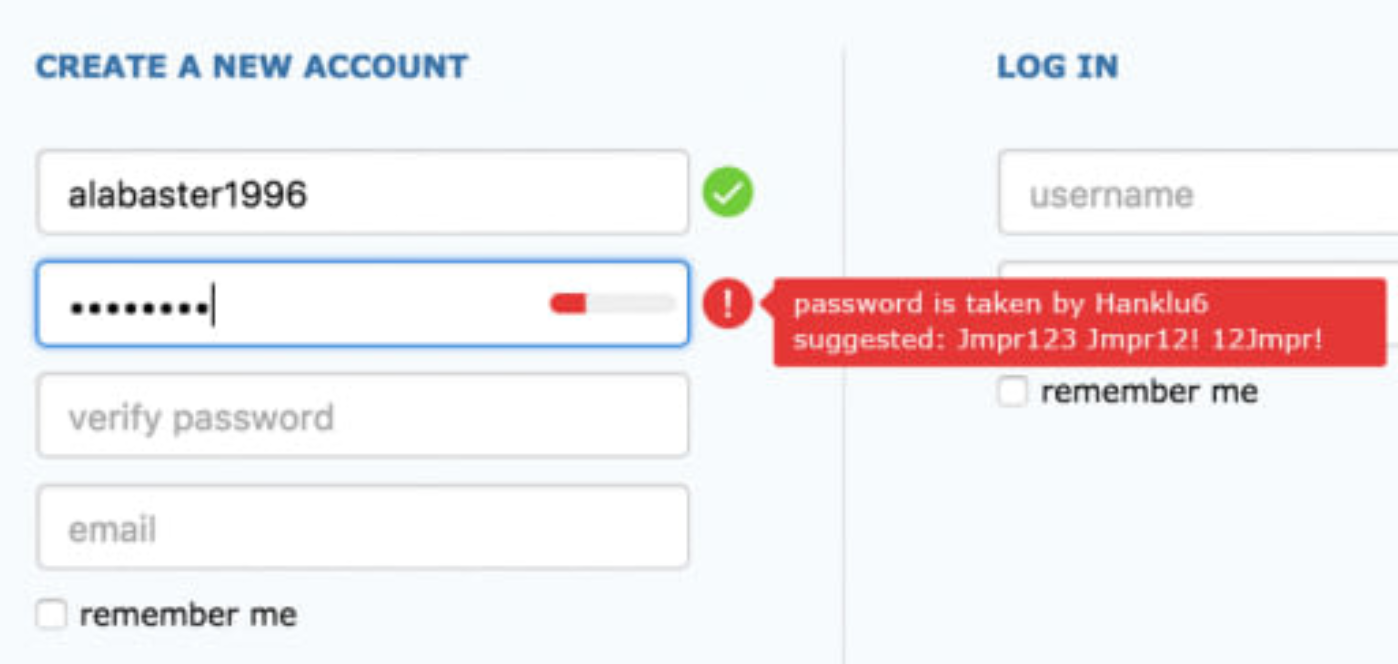 CREATE A NEW ACCOUNT
alabaster1996
verify password
email
remember me
LOG IN
username
password is taken by Hanklu6
suggested: Jmpr123 Jmpr12! 12Jmpr!
remember me